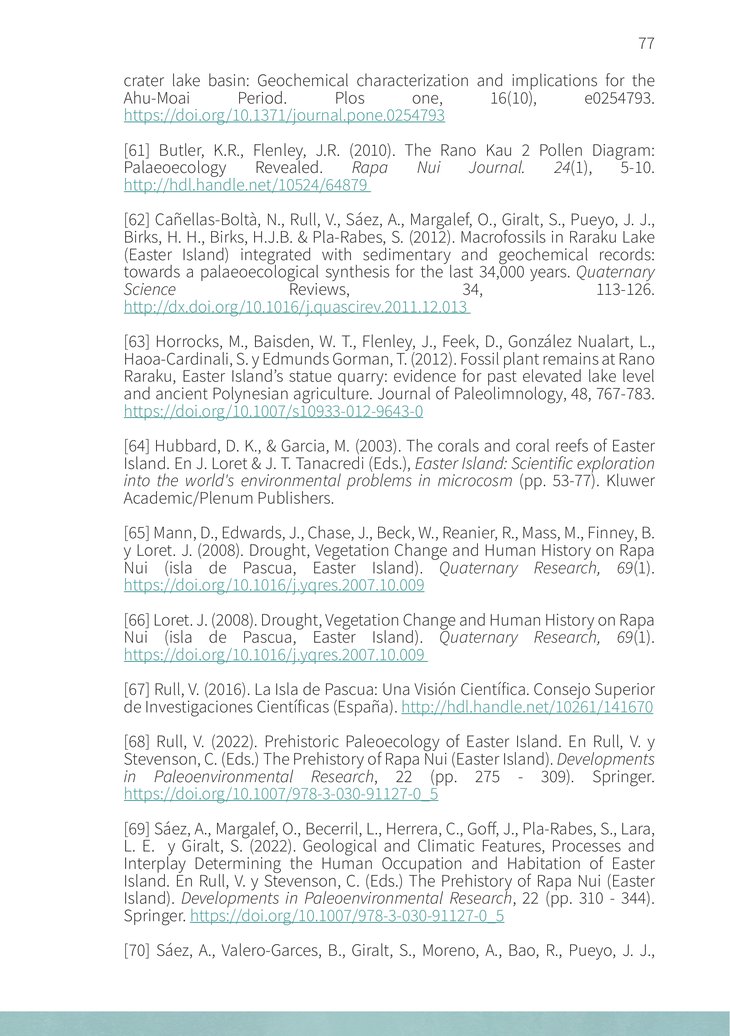 77
crater lake basin: Geochemical characterization and implications for the
Ahu-Moai Period. Plos one, 16(10), e0254793.
https://doi.org/10.1371/journal.pone.0254793
[61] Butler, K.R., Flenley, J.R. (2010). The Rano Kau 2 Pollen Diagram:
Palaeoecology Revealed. Rapa Nui Journal. 24(1), 5-10.
http://hdl.handle.net/10524/64879
[62] Cañellas-Boltà, N., Rull, V., Sáez, A., Margalef, O., Giralt, S., Pueyo, J. J.,
Birks, H. H., Birks, H.J.B. & Pla-Rabes, S. (2012). Macrofossils in Raraku Lake
(Easter Island) integrated with sedimentary and geochemical records:
towards a palaeoecological synthesis for the last 34,000 years. Quaternary
Science Reviews, 34, 113-126.
http://dx.doi.org/10.1016/j.quascirev.2011.12.013
[63] Horrocks, M., Baisden, W. T., Flenley, J., Feek, D., González Nualart, L.,
Haoa-Cardinali, S. y Edmunds Gorman, T. (2012). Fossil plant remains at Rano
Raraku, Easter Island’s statue quarry: evidence for past elevated lake level
and ancient Polynesian agriculture. Journal of Paleolimnology, 48, 767-783.
https://doi.org/10.1007/s10933-012-9643-0
[64] Hubbard, D. K., & Garcia, M. (2003). The corals and coral reefs of Easter
Island. En J. Loret & J. T. Tanacredi (Eds.), Easter Island: Scientific exploration
into the world's environmental problems in microcosm (pp. 53-77). Kluwer
Academic/Plenum Publishers.
[65] Mann, D., Edwards, J., Chase, J., Beck, W., Reanier, R., Mass, M., Finney, B.
y Loret. J. (2008). Drought, Vegetation Change and Human History on Rapa
Nui (isla de Pascua, Easter Island). Quaternary Research, 69(1).
https://doi.org/10.1016/j.yqres.2007.10.009
[66] Loret. J. (2008). Drought, Vegetation Change and Human History on Rapa
Nui (isla de Pascua, Easter Island). Quaternary Research, 69(1).
https://doi.org/10.1016/j.yqres.2007.10.009
[67] Rull, V. (2016). La Isla de Pascua: Una Visión Científica. Consejo Superior
de Investigaciones Científicas (España). http://hdl.handle.net/10261/141670
[68] Rull, V. (2022). Prehistoric Paleoecology of Easter Island. En Rull, V. y
Stevenson, C. (Eds.) The Prehistory of Rapa Nui (Easter Island). Developments
in Paleoenvironmental Research, 22 (pp. 275 - 309). Springer.
https://doi.org/10.1007/978-3-030-91127-0_5
[69] Sáez, A., Margalef, O., Becerril, L., Herrera, C., Goff, J., Pla-Rabes, S., Lara,
L. E. y Giralt, S. (2022). Geological and Climatic Features, Processes and
Interplay Determining the Human Occupation and Habitation of Easter
Island. En Rull, V. y Stevenson, C. (Eds.) The Prehistory of Rapa Nui (Easter
Island). Developments in Paleoenvironmental Research, 22 (pp. 310 - 344).
Springer. https://doi.org/10.1007/978-3-030-91127-0_5
[70] Sáez, A., Valero-Garces, B., Giralt, S., Moreno, A., Bao, R., Pueyo, J. J.,